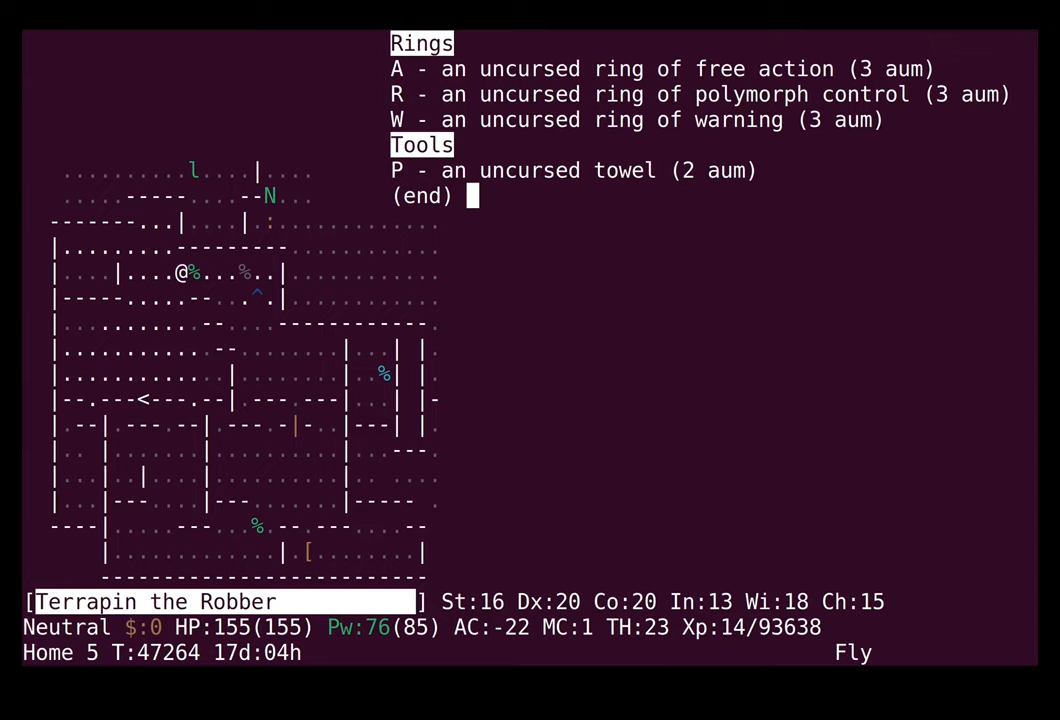 Rings
A - an uncursed ring of free action (3 aum)
R - an uncursed ring of polymorph control (3 aum)
W - an uncursed ring of warning (3 aum)
Tools
P - an uncursed towel (2 aum)
(end)
..........l....|....
.....-----....--N...
-------...|....|.:.............
|.........---------............
|....|....@%...%..|............
|-----.....--...^.|............
|..........--....------------.
|...........--........|...| |.
|............|........|..%| |.
|--.---<---.--|.---.---|...| |-
|.--|.---.--|.---.-|-..|---| |.
|.. |.......|..........|...---.
|...|..|....|..........|.. ....
|...|---....|---.......|----- .
----|.....---...%.--.---....--
|............|.[........|
-------------------------
[Terrapin the Robber ] St:16 Dx:20 Co:20 In:13 Wi:18 Ch:15
Neutral $:0 HP:155(155) Pw:76(85) AC:-22 MC:1 TH:23 Xp:14/93638
Home 5 T:47264 17d:04h Fly